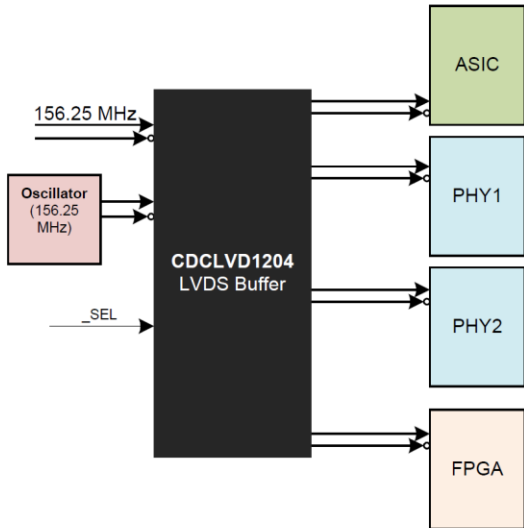 ASIC
156.25 MHz
PHY1
Oscillator
(156.25
MHz)
CDCLVD1204
LVDS Buffer
_SEL
PHY2
FPGA